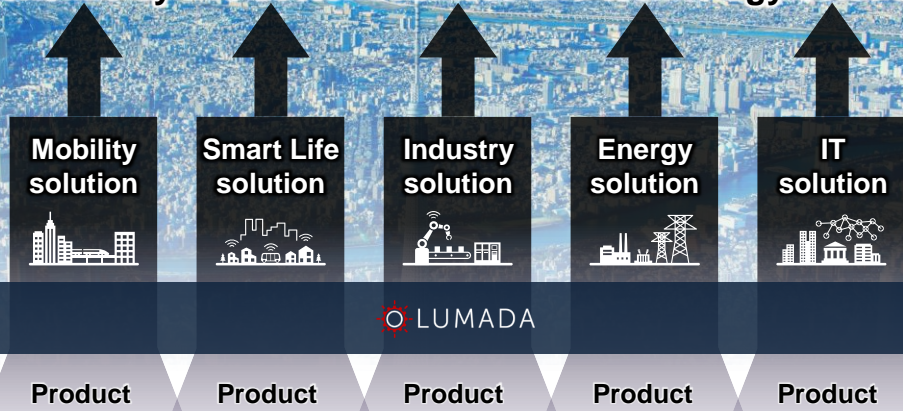 Mobility
solution
Smart Life
solution
Industry
solution
Energy
solution
IT
solution
LUMADA
Product
Product
Product
Product
Product